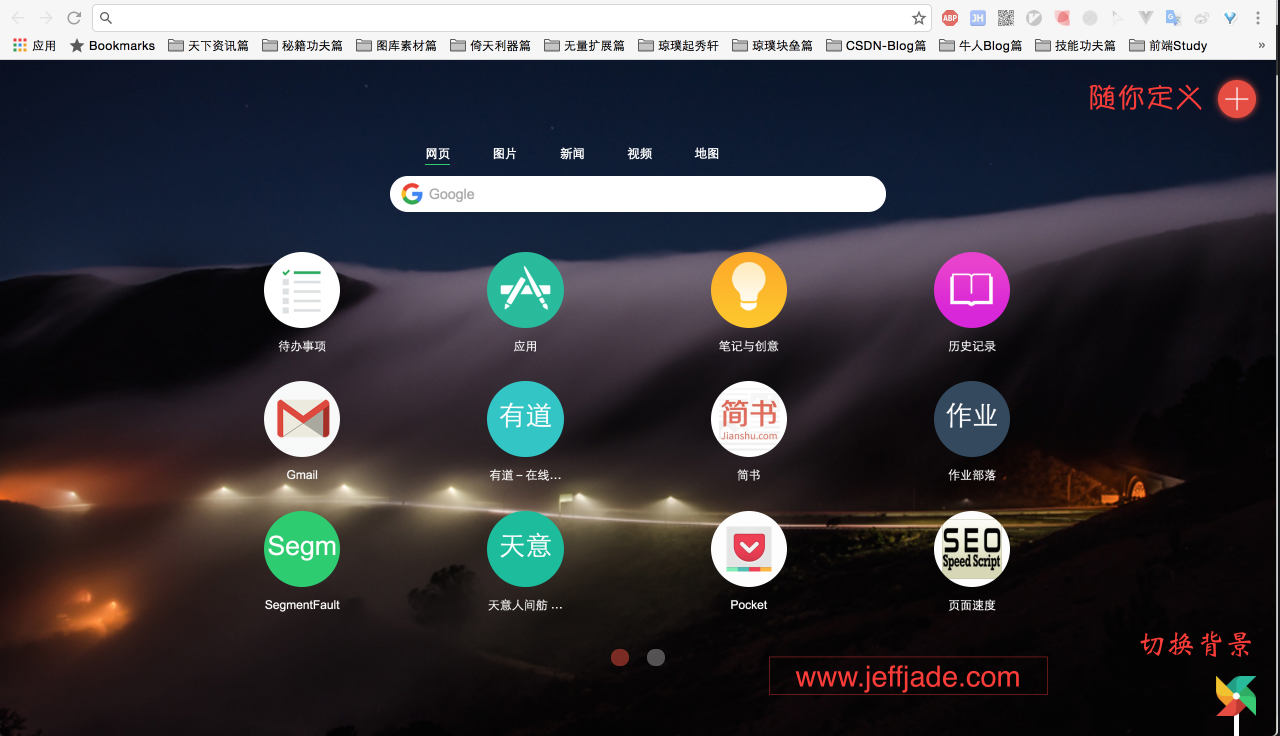 ABP JH
应用 Bookmarks 天下资讯篇 秘籍功夫篇 图库素材篇 倚天利器篇 无量扩展篇 琼璞起秀轩 琼璞块垒篇 CSDN-Blog篇 牛人Blog篇 技能功夫篇 前端Study »
随你定义
网页 图片 新闻 视频 地图
Google
待办事项 应用 笔记与创意 历史记录
有道 简书 作业
Jianshu.com
Gmail 有道 – 在线... 简书 作业部落
Segm 天意 SEO
Speed Script
SegmentFault 天意人间舫 ... Pocket 页面速度
切换背景
www.jeffjade.com